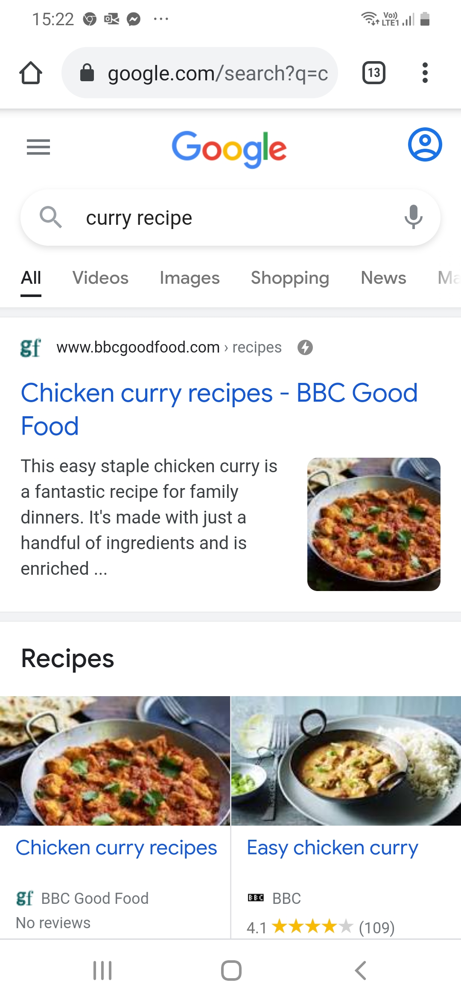 15:22
Vo))
LTE1
google.com/search?q=c
13
Google
curry recipe
All Videos Images Shopping News Ma
gf www.bbcgoodfood.com › recipes
Chicken curry recipes - BBC Good
Food
This easy staple chicken curry is
a fantastic recipe for family
dinners. It's made with just a
handful of ingredients and is
enriched ...
Recipes
Chicken curry recipes
gf BBC Good Food
No reviews
Easy chicken curry
BBC BBC
4.1 (109)